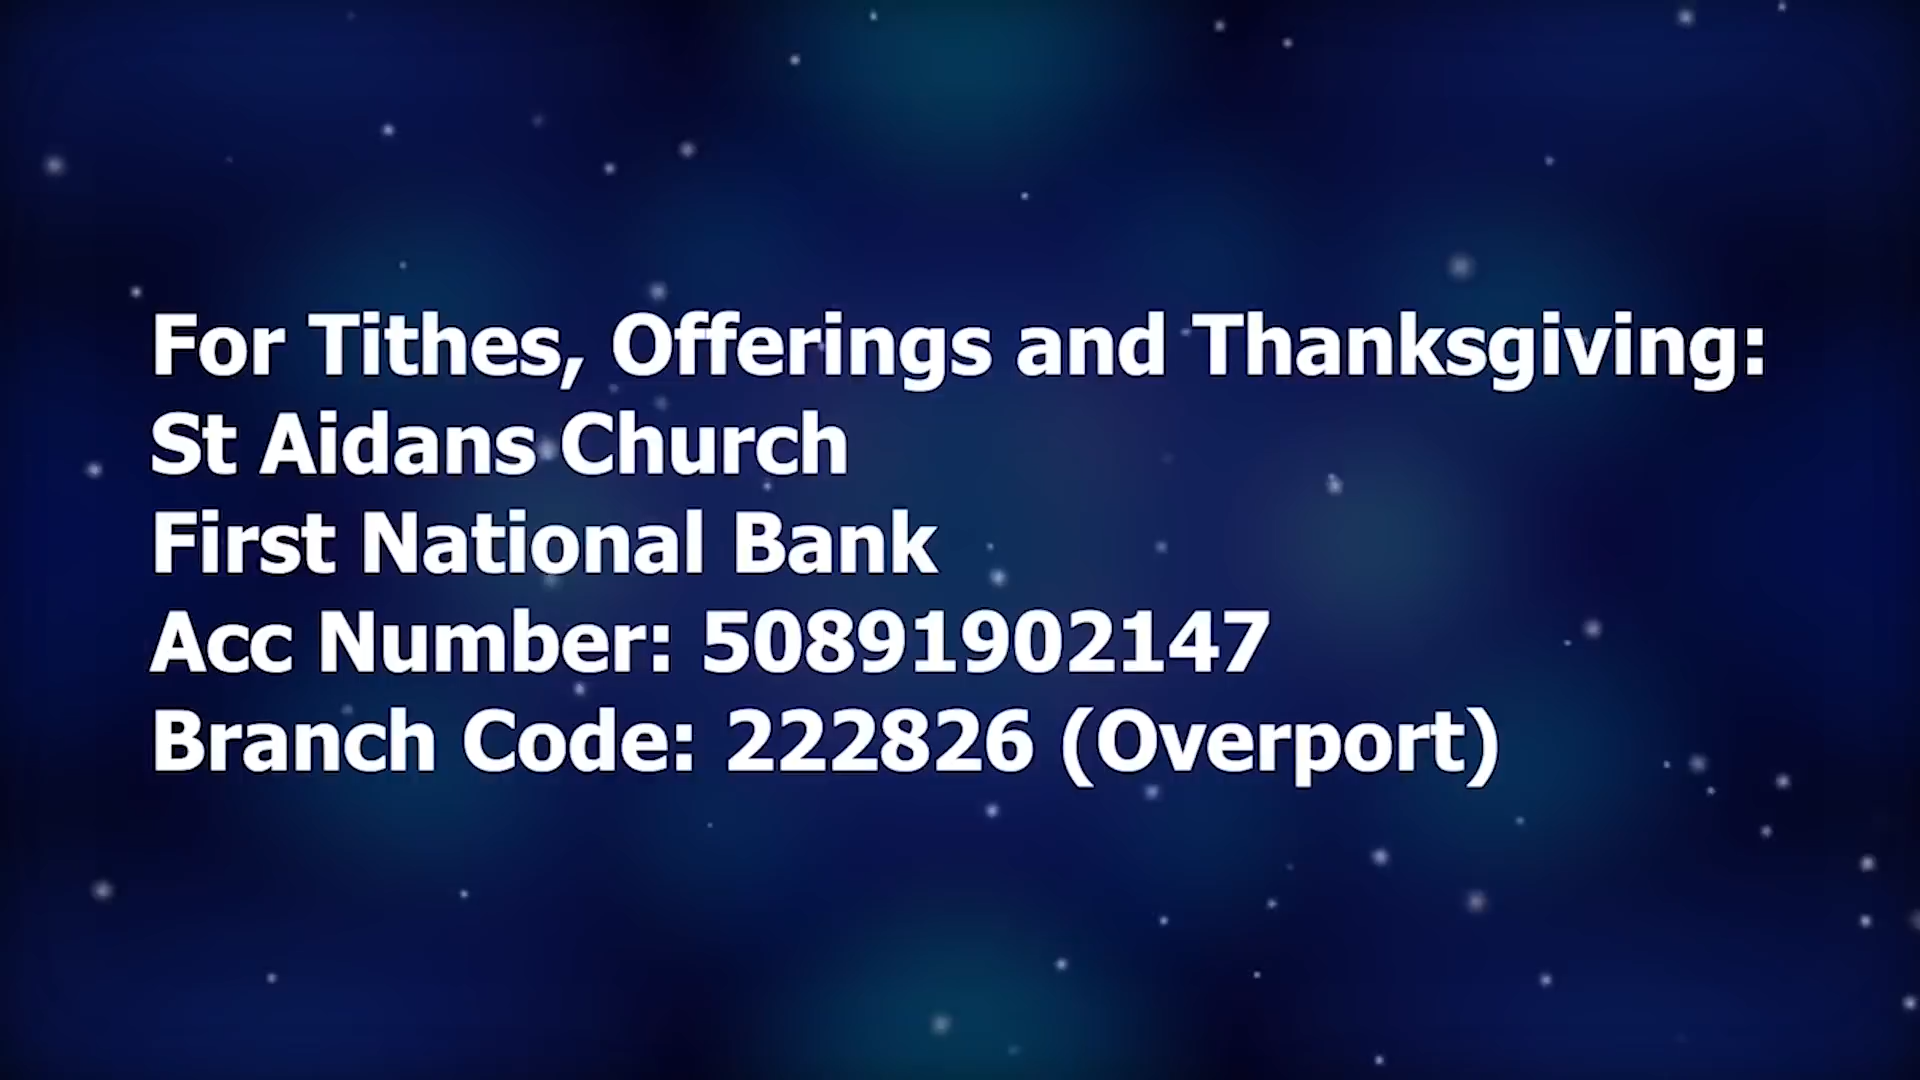 For Tithes, Offerings and Thanksgiving:
St Aidans Church
First National Bank
Acc Number: 50891902147
Branch Code: 222826 (Overport)